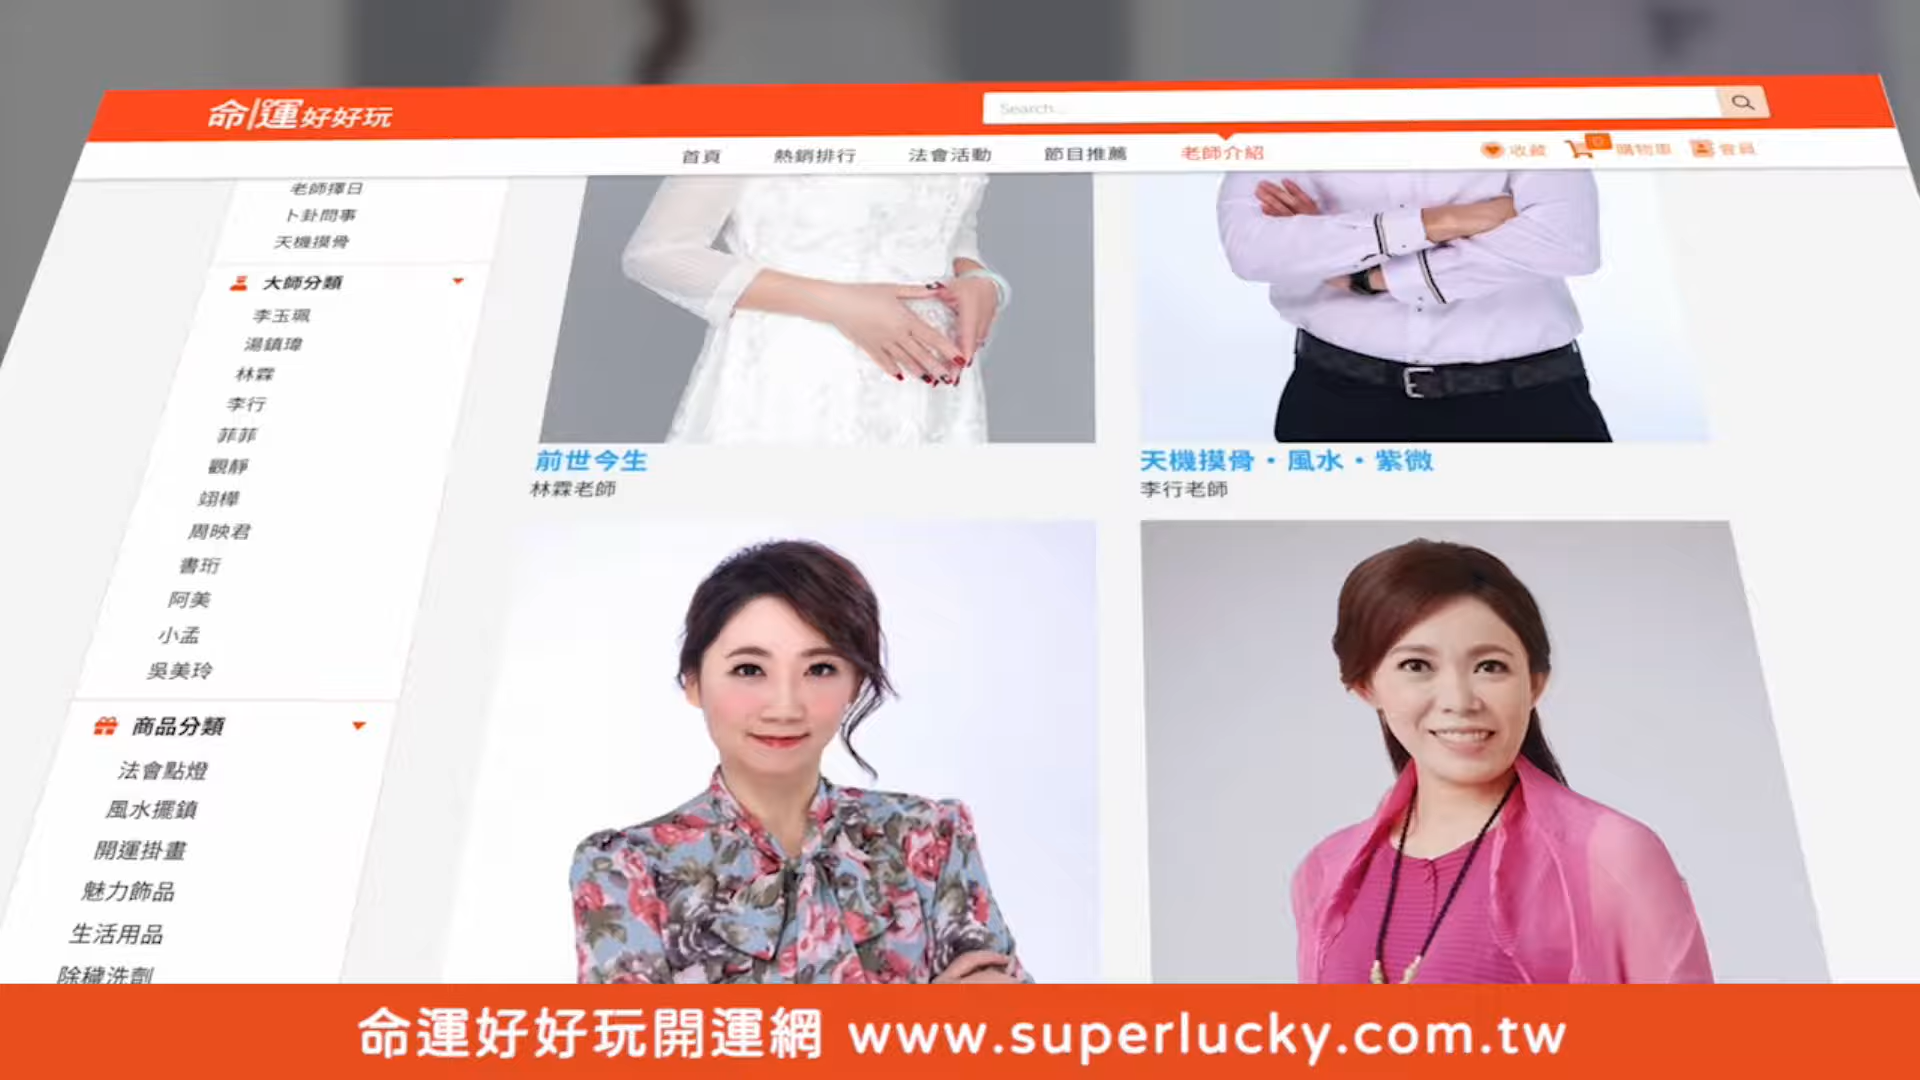 命運好好玩
Search...
首頁 熱銷排行 法會活動 節目推薦 老師介紹 收藏 0 購物車 會員
老師擇日
卜卦問事
天機摸骨
大師分類
李玉珮
湯鎮瑋
林霖
李行
菲菲
觀靜
翊樺
周映君
書珩
阿美
小孟
吳美玲
商品分類
法會點燈
風水擺鎮
開運掛畫
魅力飾品
生活用品
除穢洗劑
前世今生
林霖老師
天機摸骨・風水・紫微
李行老師
命運好好玩開運網 www.superlucky.com.tw